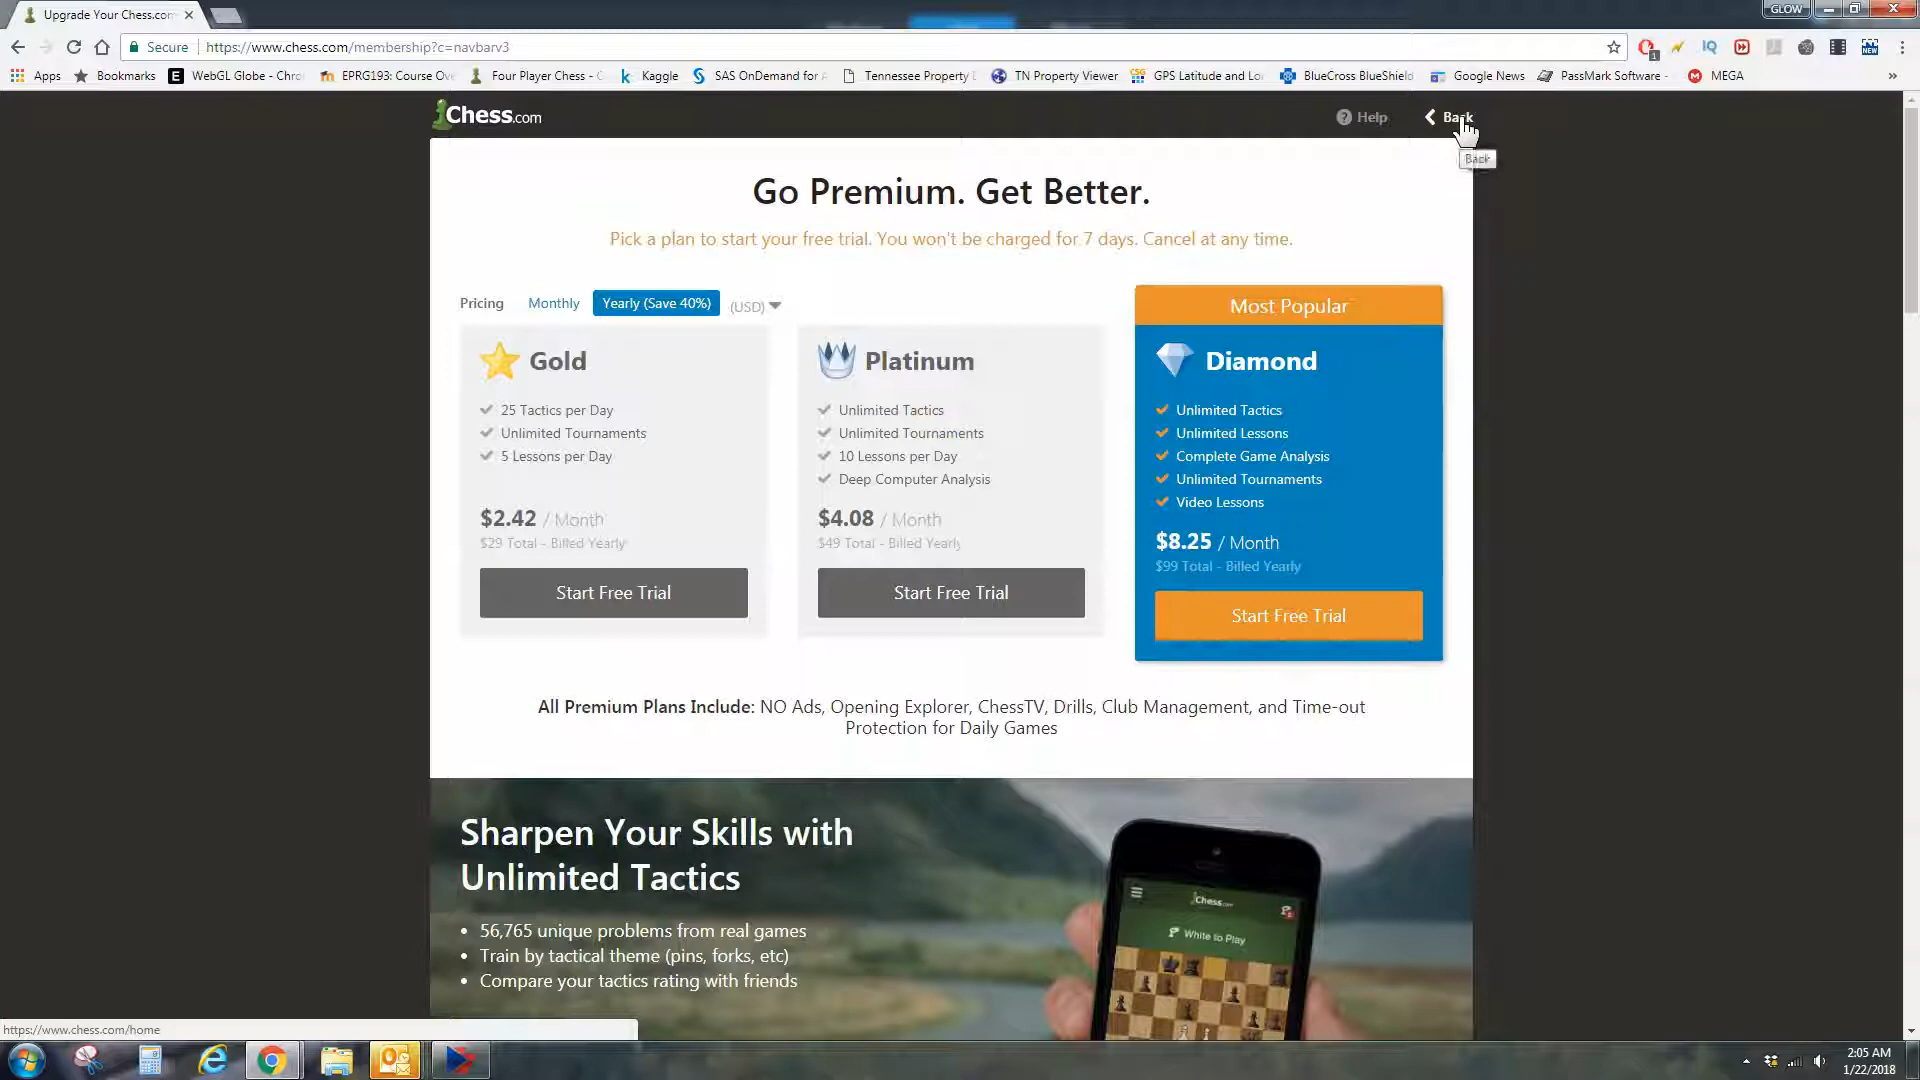 Upgrade Your Chess.com
GLOW
Secure
https://www.chess.com/membership?c=navbarv3
1
Apps
Bookmarks
WebGL Globe - Chro
EPRG193: Course Ove
Four Player Chess - C
Kaggle
SAS OnDemand for A
Tennessee Property
TN Property Viewer
GPS Latitude and Lo
BlueCross BlueShield
Google News
PassMark Software -
MEGA
»
Chess.com
Help
Back
Back
Go Premium. Get Better.
Pick a plan to start your free trial. You won't be charged for 7 days. Cancel at any time.
Pricing
Monthly
Yearly (Save 40%)
(USD)
Gold
25 Tactics per Day
Unlimited Tournaments
5 Lessons per Day
$2.42 / Month
$29 Total - Billed Yearly
Start Free Trial
Platinum
Unlimited Tactics
Unlimited Tournaments
10 Lessons per Day
Deep Computer Analysis
$4.08 / Month
$49 Total - Billed Yearly
Start Free Trial
Most Popular
Diamond
Unlimited Tactics
Unlimited Lessons
Complete Game Analysis
Unlimited Tournaments
Video Lessons
$8.25 / Month
$99 Total - Billed Yearly
Start Free Trial
All Premium Plans Include: NO Ads, Opening Explorer, ChessTV, Drills, Club Management, and Time-out
Protection for Daily Games
Sharpen Your Skills with
Unlimited Tactics
• 56,765 unique problems from real games
• Train by tactical theme (pins, forks, etc)
• Compare your tactics rating with friends
Chess.com
White to Play
https://www.chess.com/home
2:05 AM
1/22/2018